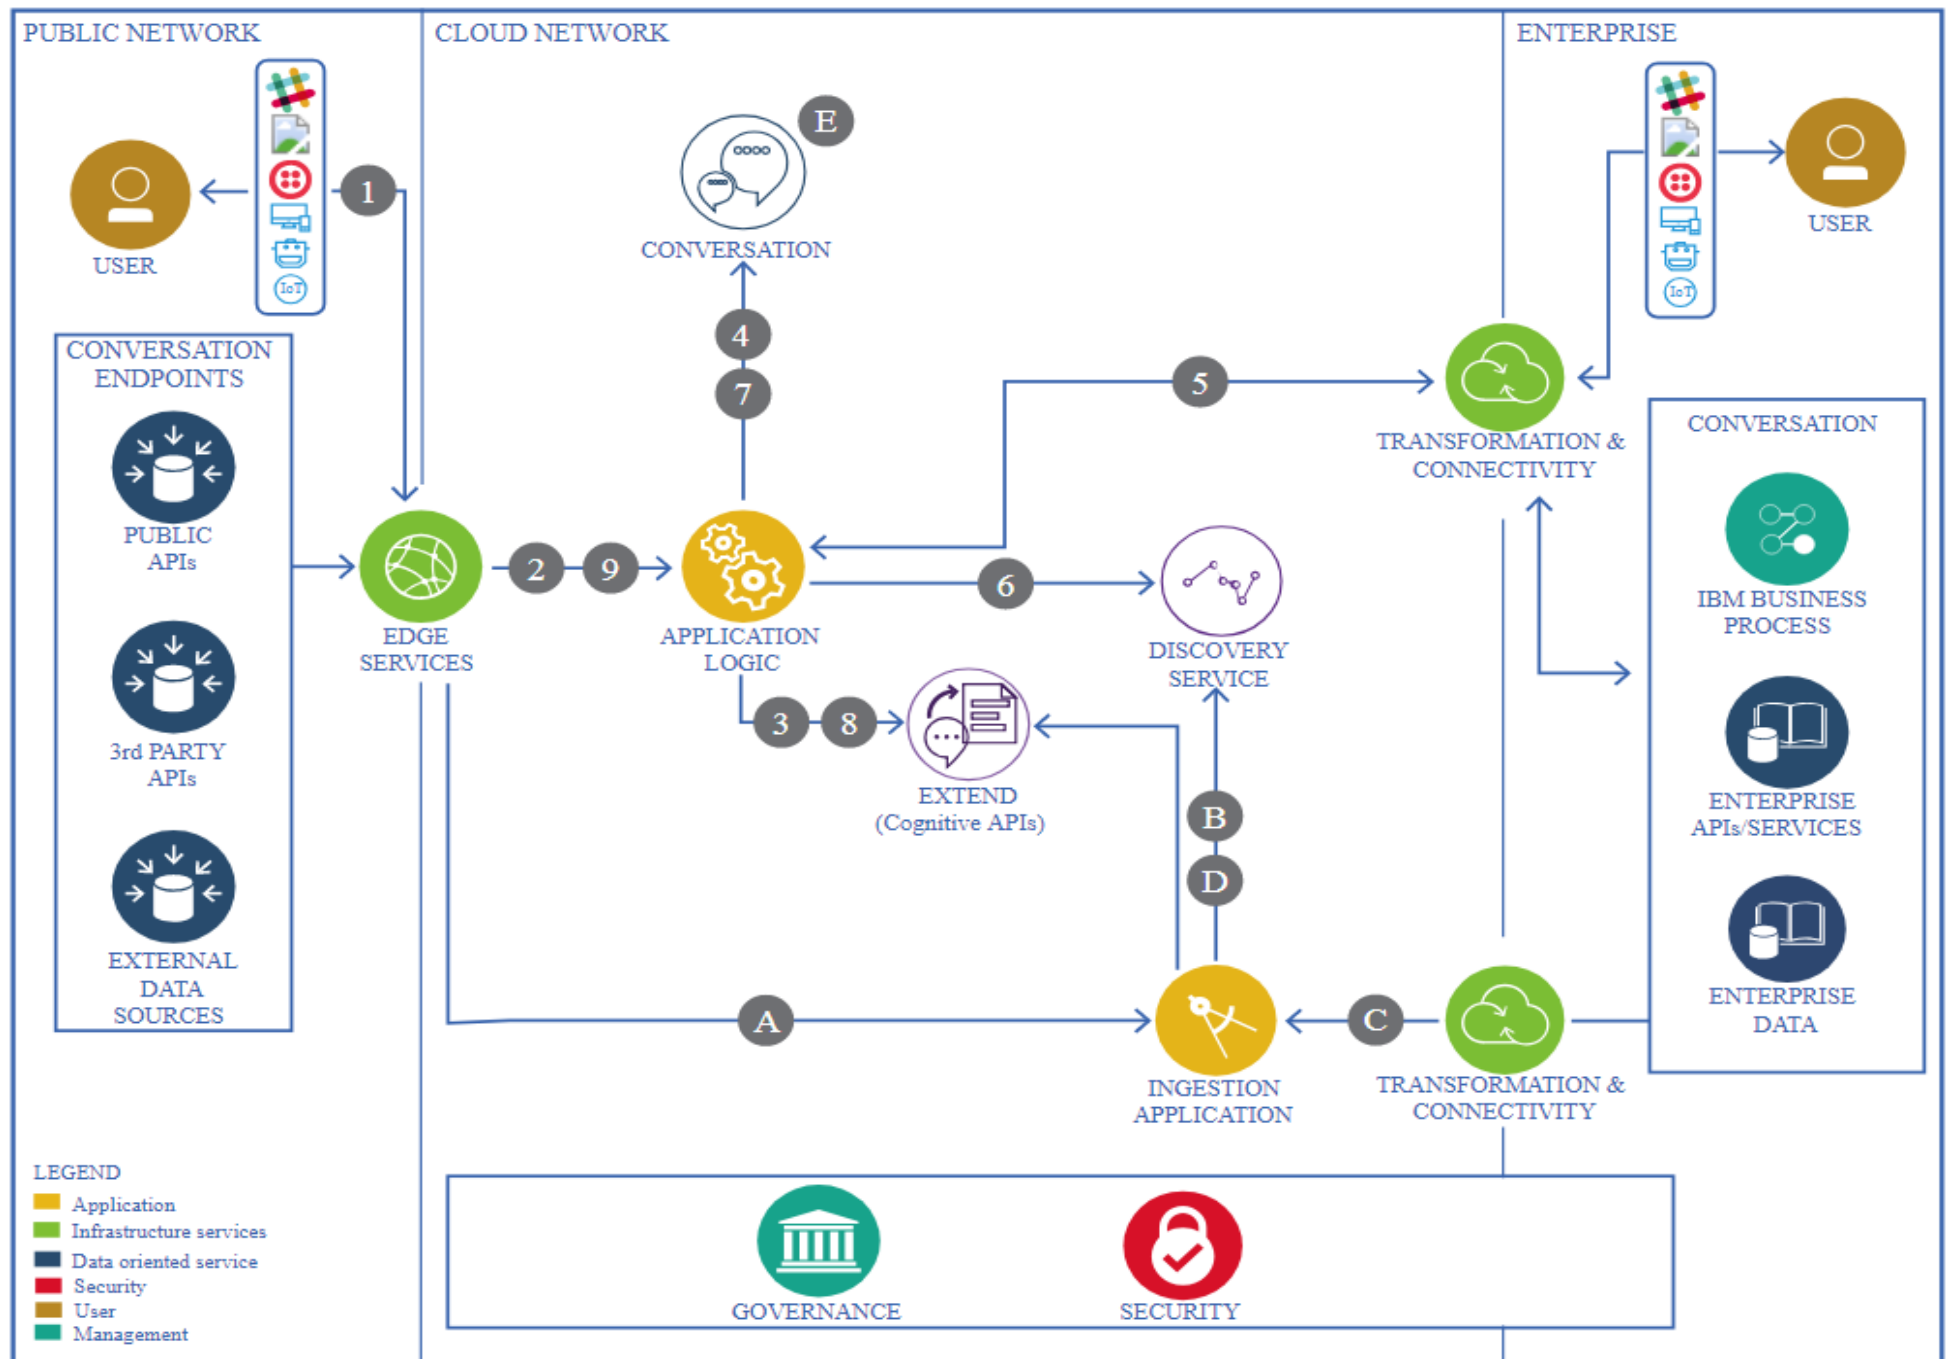 PUBLIC NETWORK
CLOUD NETWORK
ENTERPRISE
USER
IoT
1
CONVERSATION
ENDPOINTS
PUBLIC
APIs
3rd PARTY
APIs
EXTERNAL
DATA
SOURCES
EDGE
SERVICES
2
9
E
CONVERSATION
4
7
APPLICATION
LOGIC
5
6
DISCOVERY
SERVICE
3
8
EXTEND
(Cognitive APIs)
B
D
A
INGESTION
APPLICATION
C
TRANSFORMATION &
CONNECTIVITY
TRANSFORMATION &
CONNECTIVITY
IoT
USER
CONVERSATION
IBM BUSINESS
PROCESS
ENTERPRISE
APIs/SERVICES
ENTERPRISE
DATA
GOVERNANCE
SECURITY
LEGEND
Application
Infrastructure services
Data oriented service
Security
User
Management